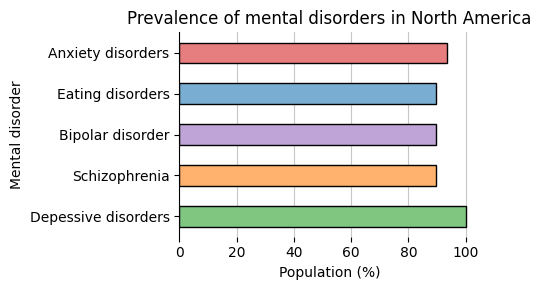 Prevalence of mental disorders in North America
Mental disorder
Anxiety disorders
Eating disorders
Bipolar disorder
Schizophrenia
Depessive disorders
0 20 40 60 80 100
Population (%)